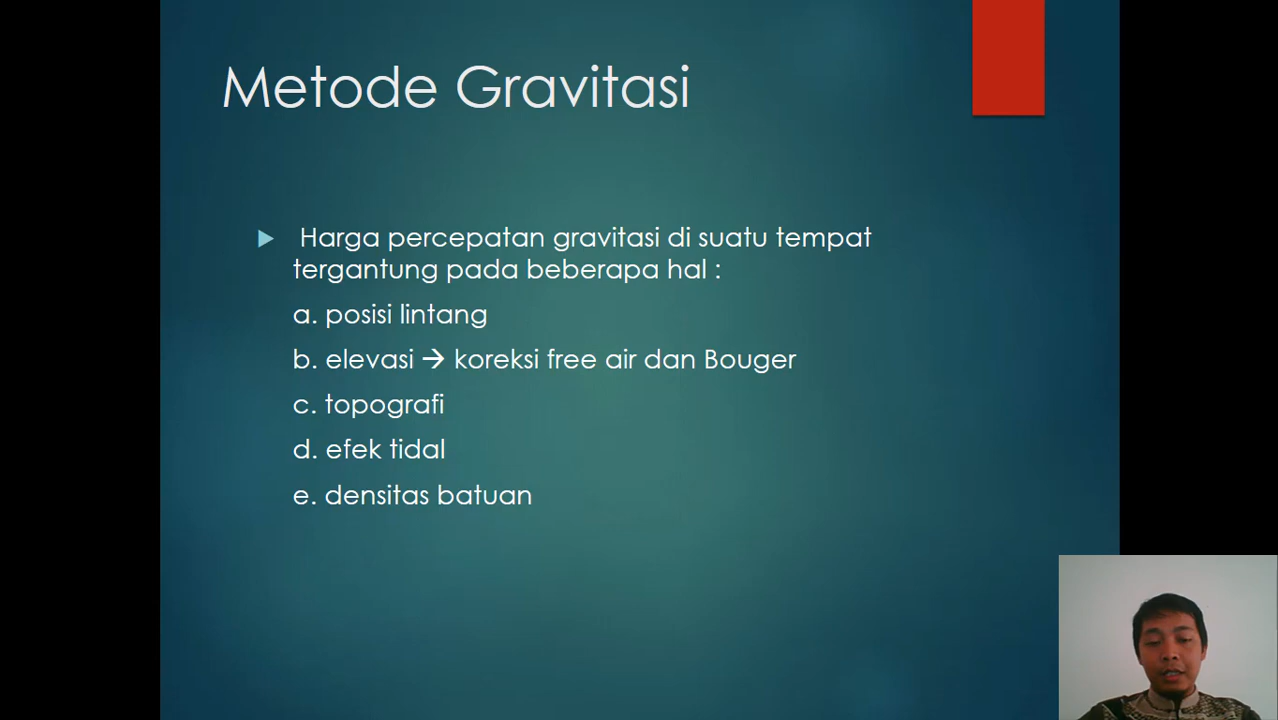 Metode Gravitasi
Harga percepatan gravitasi di suatu tempat
tergantung pada beberapa hal :
a. posisi lintang
b. elevasi → koreksi free air dan Bouger
c. topografi
d. efek tidal
e. densitas batuan